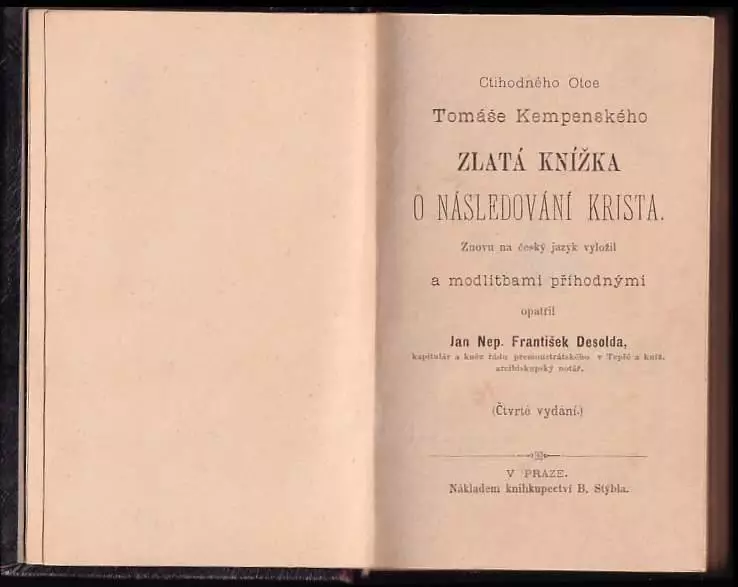 Ctihodného Otce
Tomáše Kempenského
ZLATÁ KNÍŽKA
O NÁSLEDOVÁNÍ KRISTA.
Znovu na český jazyk vyložil
a modlitbami příhodnými
opatřil
Jan Nep. František Desolda,
kapitulár a kněz řádu premonstrátského v Teplé a kníž.
arcibiskupský notář.
(Čtvrté vydání.)
V PRAZE.
Nákladem knihkupectví B. Stýbla.